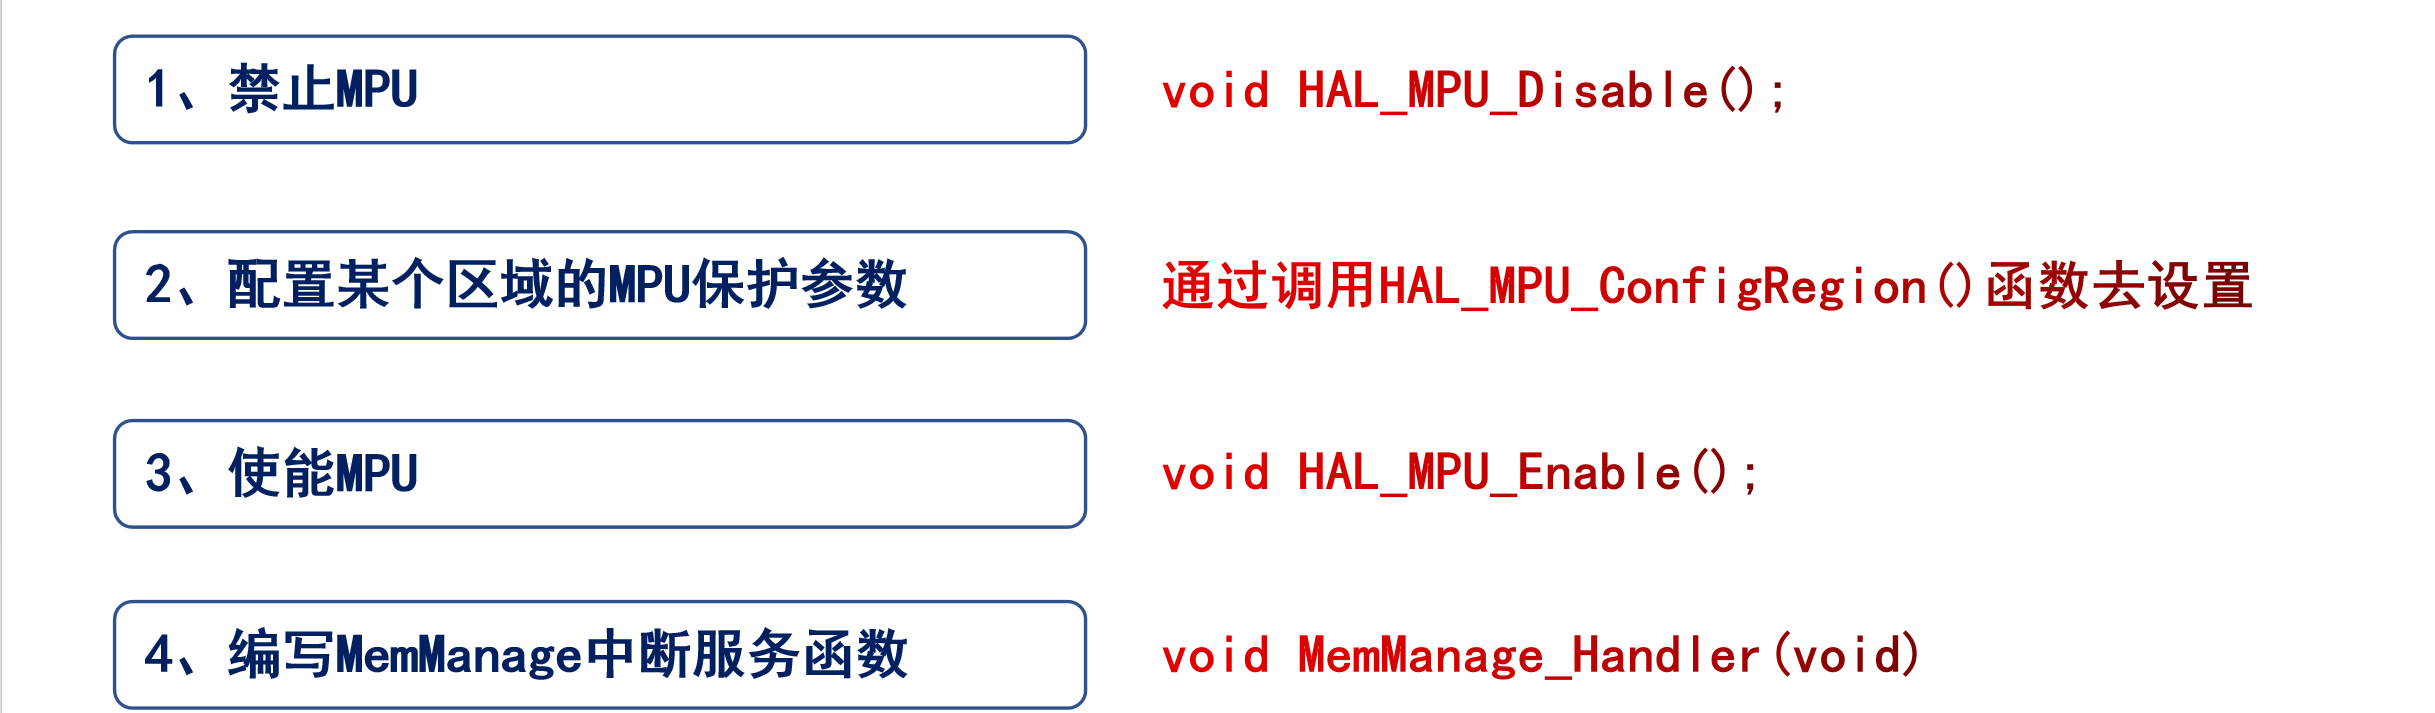 1、禁止MPU
void HAL_MPU_Disable();
2、配置某个区域的MPU保护参数
通过调用HAL_MPU_ConfigRegion()函数去设置
3、使能MPU
void HAL_MPU_Enable();
4、编写MemManage中断服务函数
void MemManage_Handler(void)